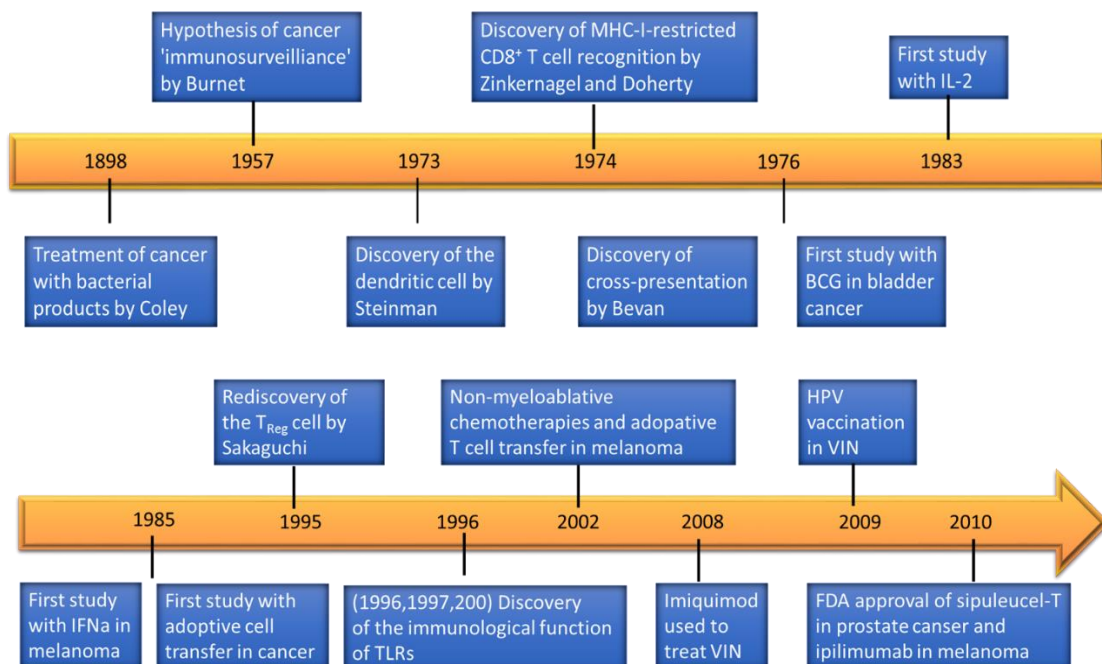 Hypothesis of cancer
'immunosurveilliance'
by Burnet
Discovery of MHC-I-restricted
CD8⁺ T cell recognition by
Zinkernagel and Doherty
First study
with IL-2
1898
1957
1973
1974
1976
1983
Treatment of cancer
with bacterial
products by Coley
Discovery of the
dendritic cell by
Steinman
Discovery of
cross-presentation
by Bevan
First study with
BCG in bladder
cancer
Rediscovery of
the TReg cell by
Sakaguchi
Non-myeloablative
chemotherapies and adopative
T cell transfer in melanoma
HPV
vaccination
in VIN
1985
1995
1996
2002
2008
2009
2010
First study
with IFNa in
melanoma
First study with
adoptive cell
transfer in cancer
(1996,1997,200) Discovery
of the immunological function
of TLRs
Imiquimod
used to
treat VIN
FDA approval of sipuleucel-T
in prostate canser and
ipilimumab in melanoma